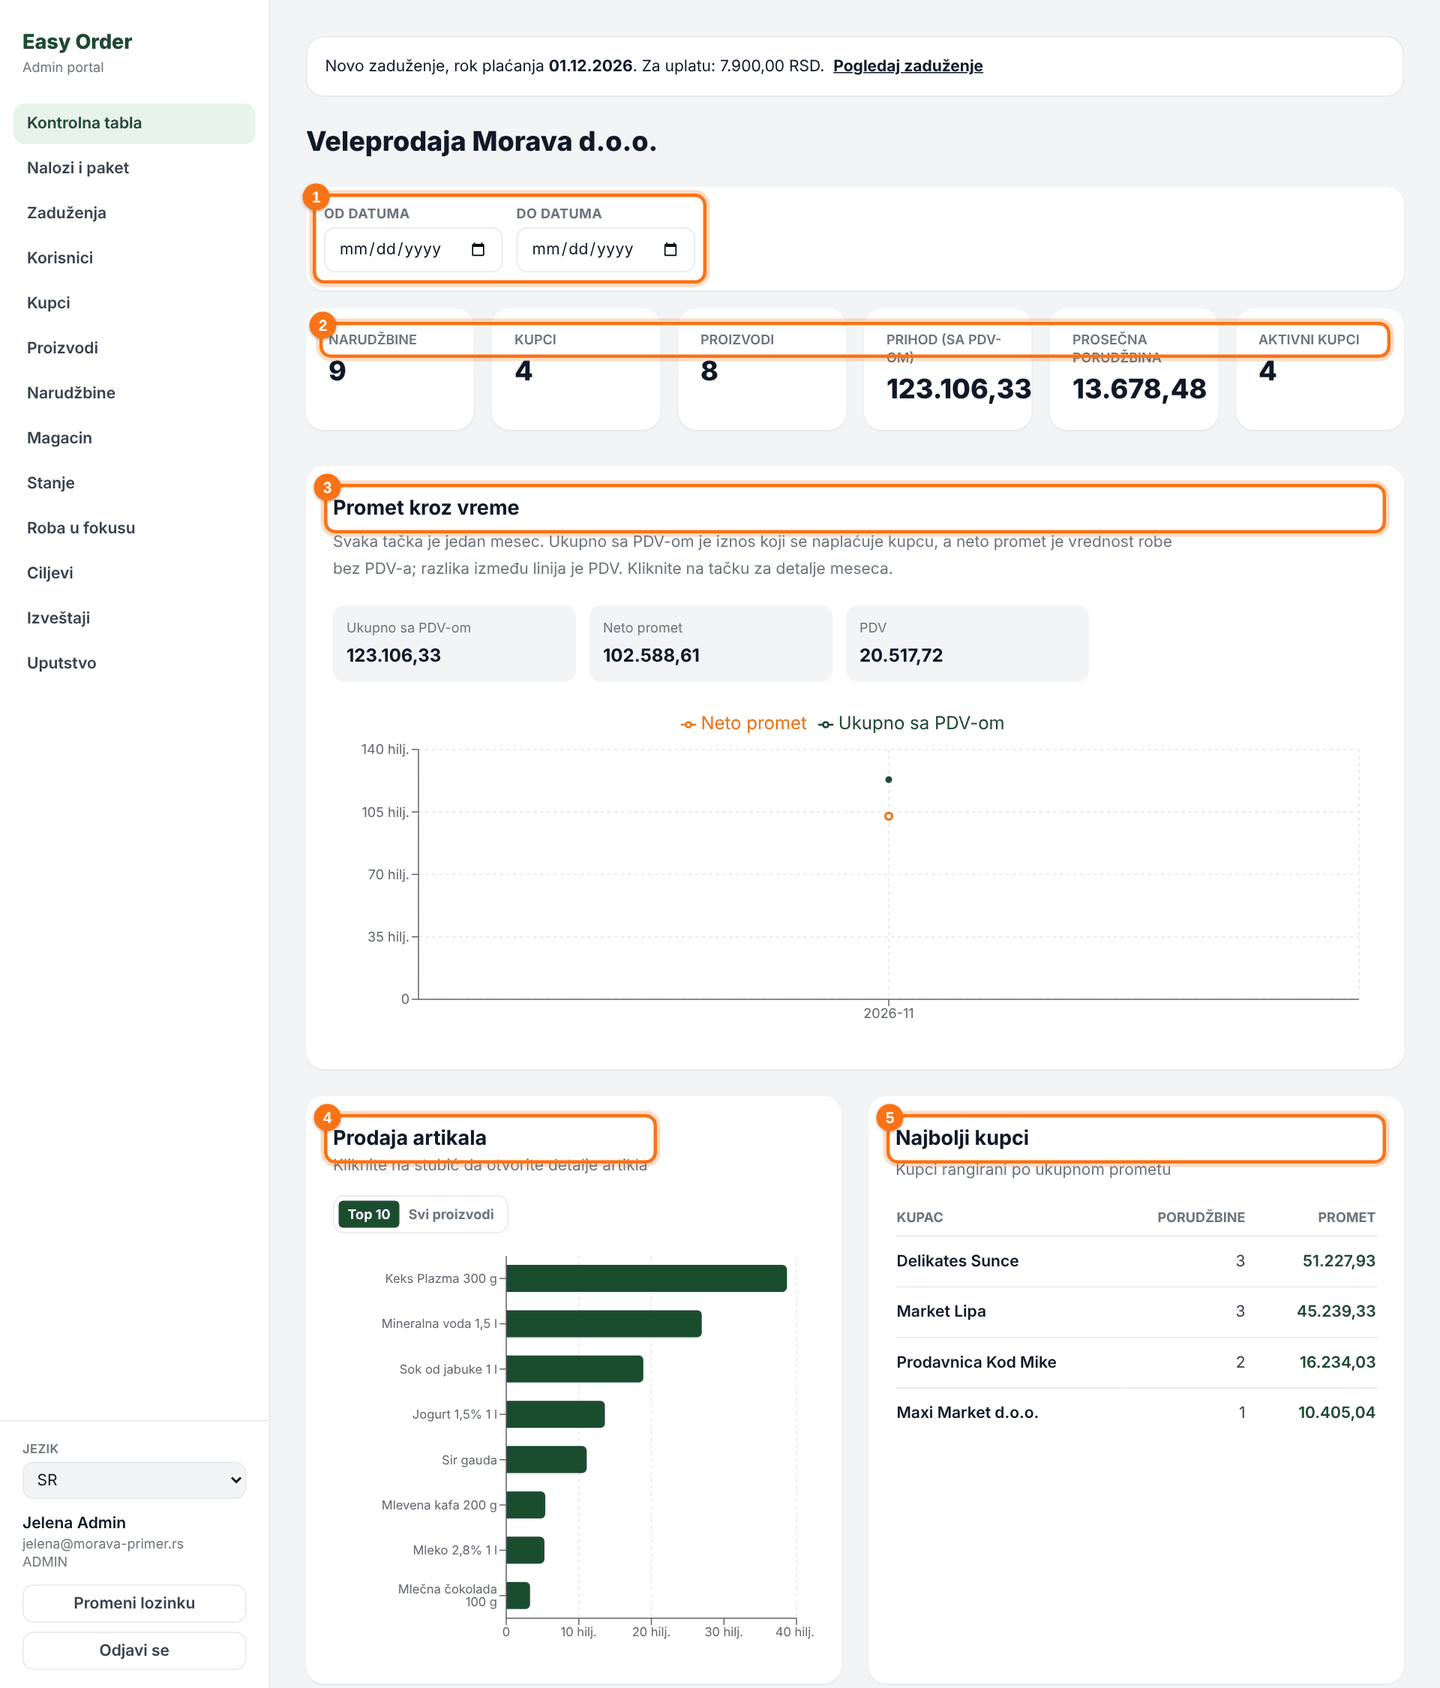 Easy Order
Admin portal
Kontrolna tabla
Nalozi i paket
Zaduženja
Korisnici
Kupci
Proizvodi
Narudžbine
Magacin
Stanje
Roba u fokusu
Ciljevi
Izveštaji
Uputstvo
JEZIK
SR
Jelena Admin
jelena@morava-primer.rs
ADMIN
Promeni lozinku
Odjavi se
Novo zaduženje, rok plaćanja 01.12.2026. Za uplatu: 7.900,00 RSD. Pogledaj zaduženje
Veleprodaja Morava d.o.o.
1
OD DATUMA DO DATUMA
mm/dd/yyyy mm/dd/yyyy
2
NARUDŽBINE
9
KUPCI
4
PROIZVODI
8
PRIHOD (SA PDV-
OM)
123.106,33
PROSEČNA
PORUDŽBINA
13.678,48
AKTIVNI KUPCI
4
3
Promet kroz vreme
Svaka tačka je jedan mesec. Ukupno sa PDV-om je iznos koji se naplaćuje kupcu, a neto promet je vrednost robe
bez PDV-a; razlika između linija je PDV. Kliknite na tačku za detalje meseca.
Ukupno sa PDV-om
123.106,33
Neto promet
102.588,61
PDV
20.517,72
Neto promet Ukupno sa PDV-om
140 hilj.
105 hilj.
70 hilj.
35 hilj.
0
2026-11
4
Prodaja artikala
Kliknite na stubić da otvorite detalje artikla
Top 10 Svi proizvodi
Keks Plazma 300 g
Mineralna voda 1,5 l
Sok od jabuke 1 l
Jogurt 1,5% 1 l
Sir gauda
Mlevena kafa 200 g
Mleko 2,8% 1 l
Mlečna čokolada
100 g
0 10 hilj. 20 hilj. 30 hilj. 40 hilj.
5
Najbolji kupci
Kupci rangirani po ukupnom prometu
KUPAC PORUDŽBINE PROMET
Delikates Sunce 3 51.227,93
Market Lipa 3 45.239,33
Prodavnica Kod Mike 2 16.234,03
Maxi Market d.o.o. 1 10.405,04